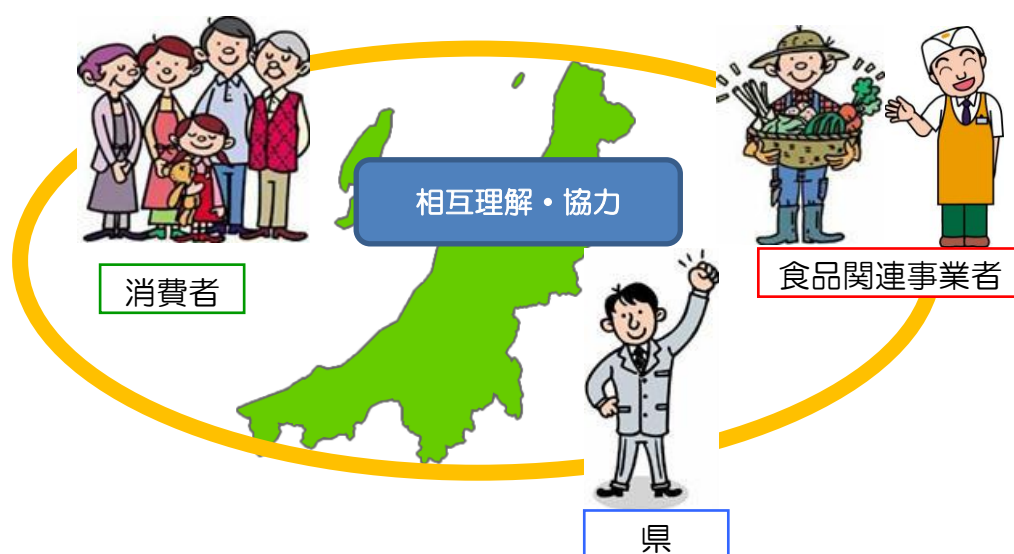 相互理解・協力
消費者
食品関連事業者
県